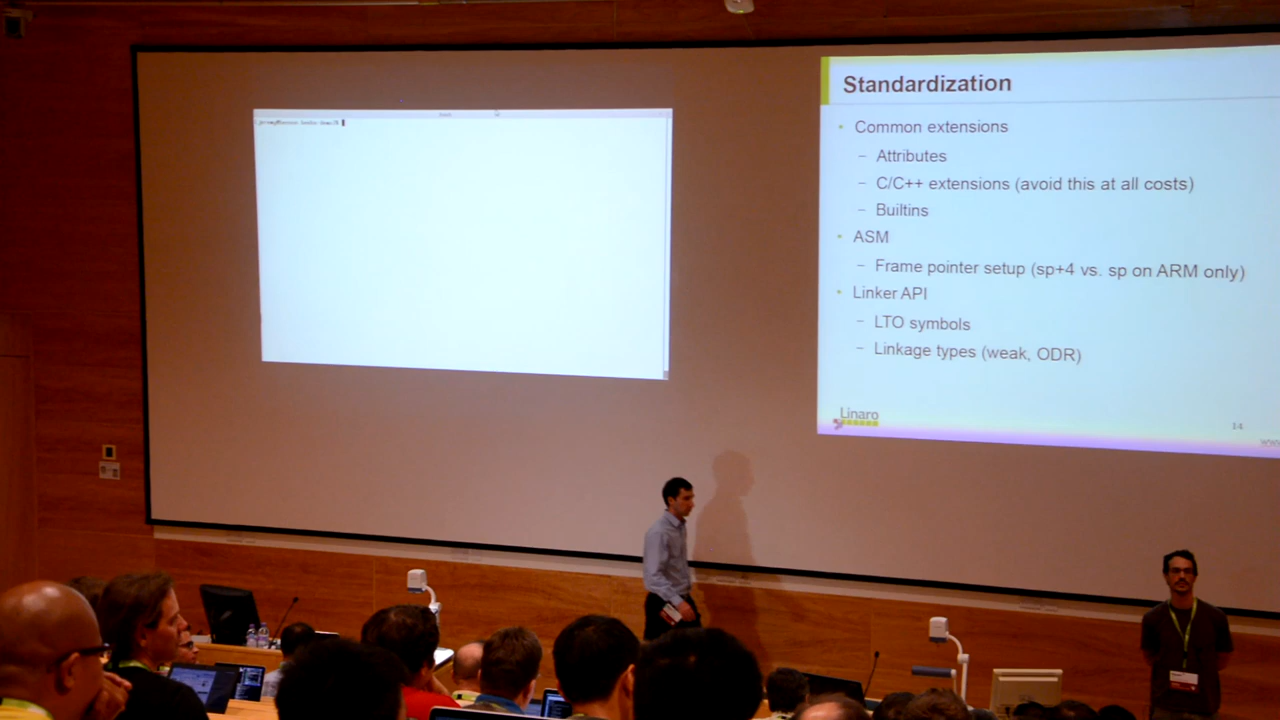 Standardization
• Common extensions
– Attributes
– C/C++ extensions (avoid this at all costs)
– Builtins
• ASM
– Frame pointer setup (sp+4 vs. sp on ARM only)
• Linker API
– LTO symbols
– Linkage types (weak, ODR)
Linaro
14